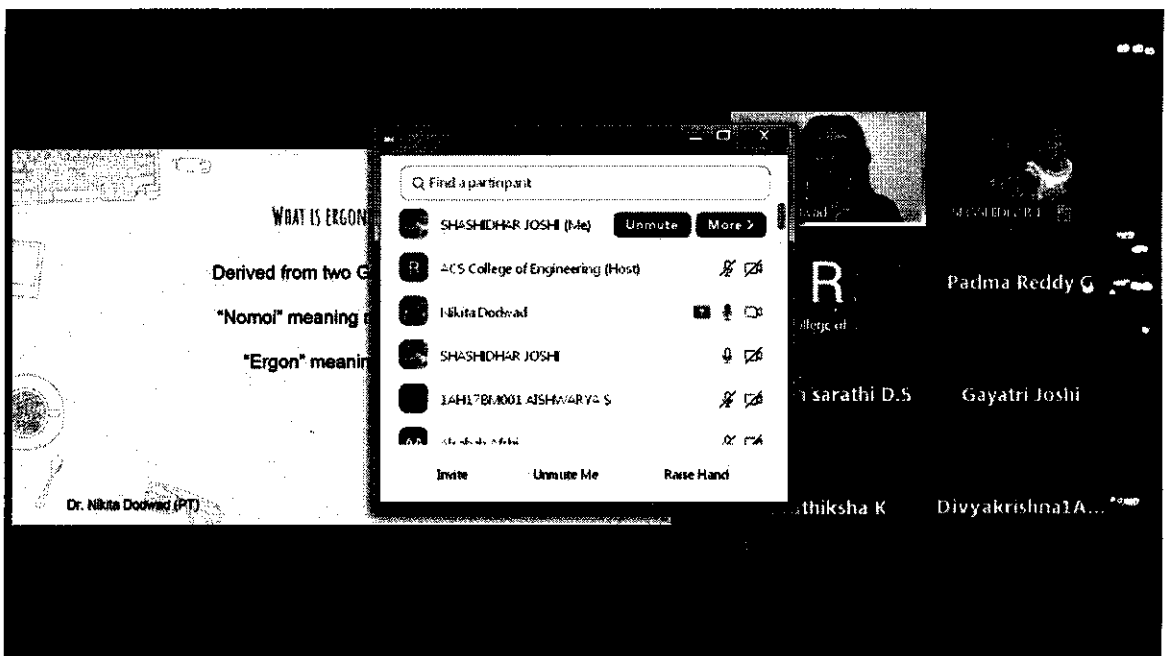 Find a participant
SHASHIDHAR JOSHI (Me) Unmute More >
R ACS College of Engineering (Host)
Nikita Dodwad
SHASHIDHAR JOSHI
1AH17BM001 AISHWARYA S
Invite Unmute Me Raise Hand
WHAT IS ERGON
Derived from two G
"Nomoi" meaning
"Ergon" meanin
Dr. Nikita Dodwad (PT)
R
Padma Reddy G
sarathi D.S
Gayatri Joshi
thiksha K
Divyakrishna1A...